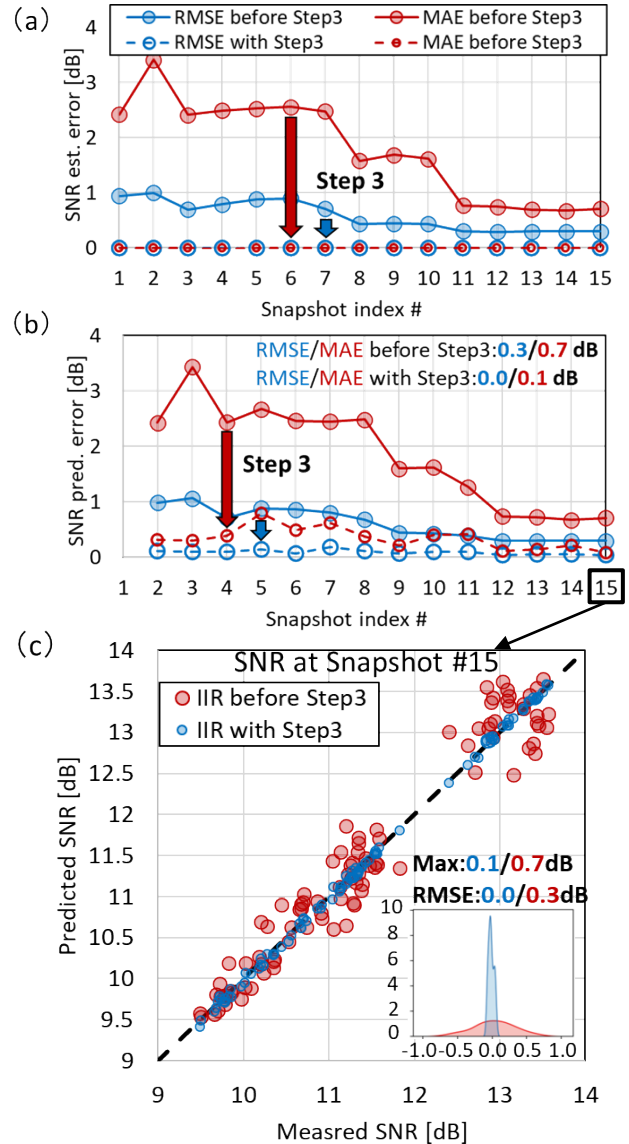 (a)
RMSE before Step3
MAE before Step3
RMSE with Step3
MAE before Step3
SNR est. error [dB]
4
3
2
1
0
Step 3
1 2 3 4 5 6 7 8 9 10 11 12 13 14 15
Snapshot index #
(b)
SNR pred. error [dB]
4
3
2
1
0
RMSE/MAE before Step3:0.3/0.7 dB
RMSE/MAE with Step3:0.0/0.1 dB
Step 3
1 2 3 4 5 6 7 8 9 10 11 12 13 14 15
Snapshot index #
(c)
SNR at Snapshot #15
IIR before Step3
IIR with Step3
Predicted SNR [dB]
14
13.5
13
12.5
12
11.5
11
10.5
10
9.5
9
Max:0.1/0.7dB
RMSE:0.0/0.3dB
10
8
6
4
2
0
-1.0 -0.5 0.0 0.5 1.0
9 10 11 12 13 14
Measred SNR [dB]